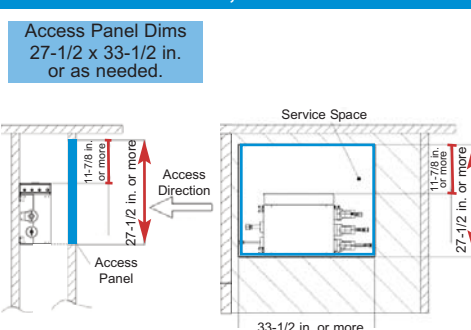 Access Panel Dims
27-1/2 x 33-1/2 in.
or as needed.
Service Space
11-7/8 in.
or more
27-1/2 in. or more
Access
Direction
Access
Panel
11-7/8 in.
or more
27-1/2 in. or more
33-1/2 in. or more